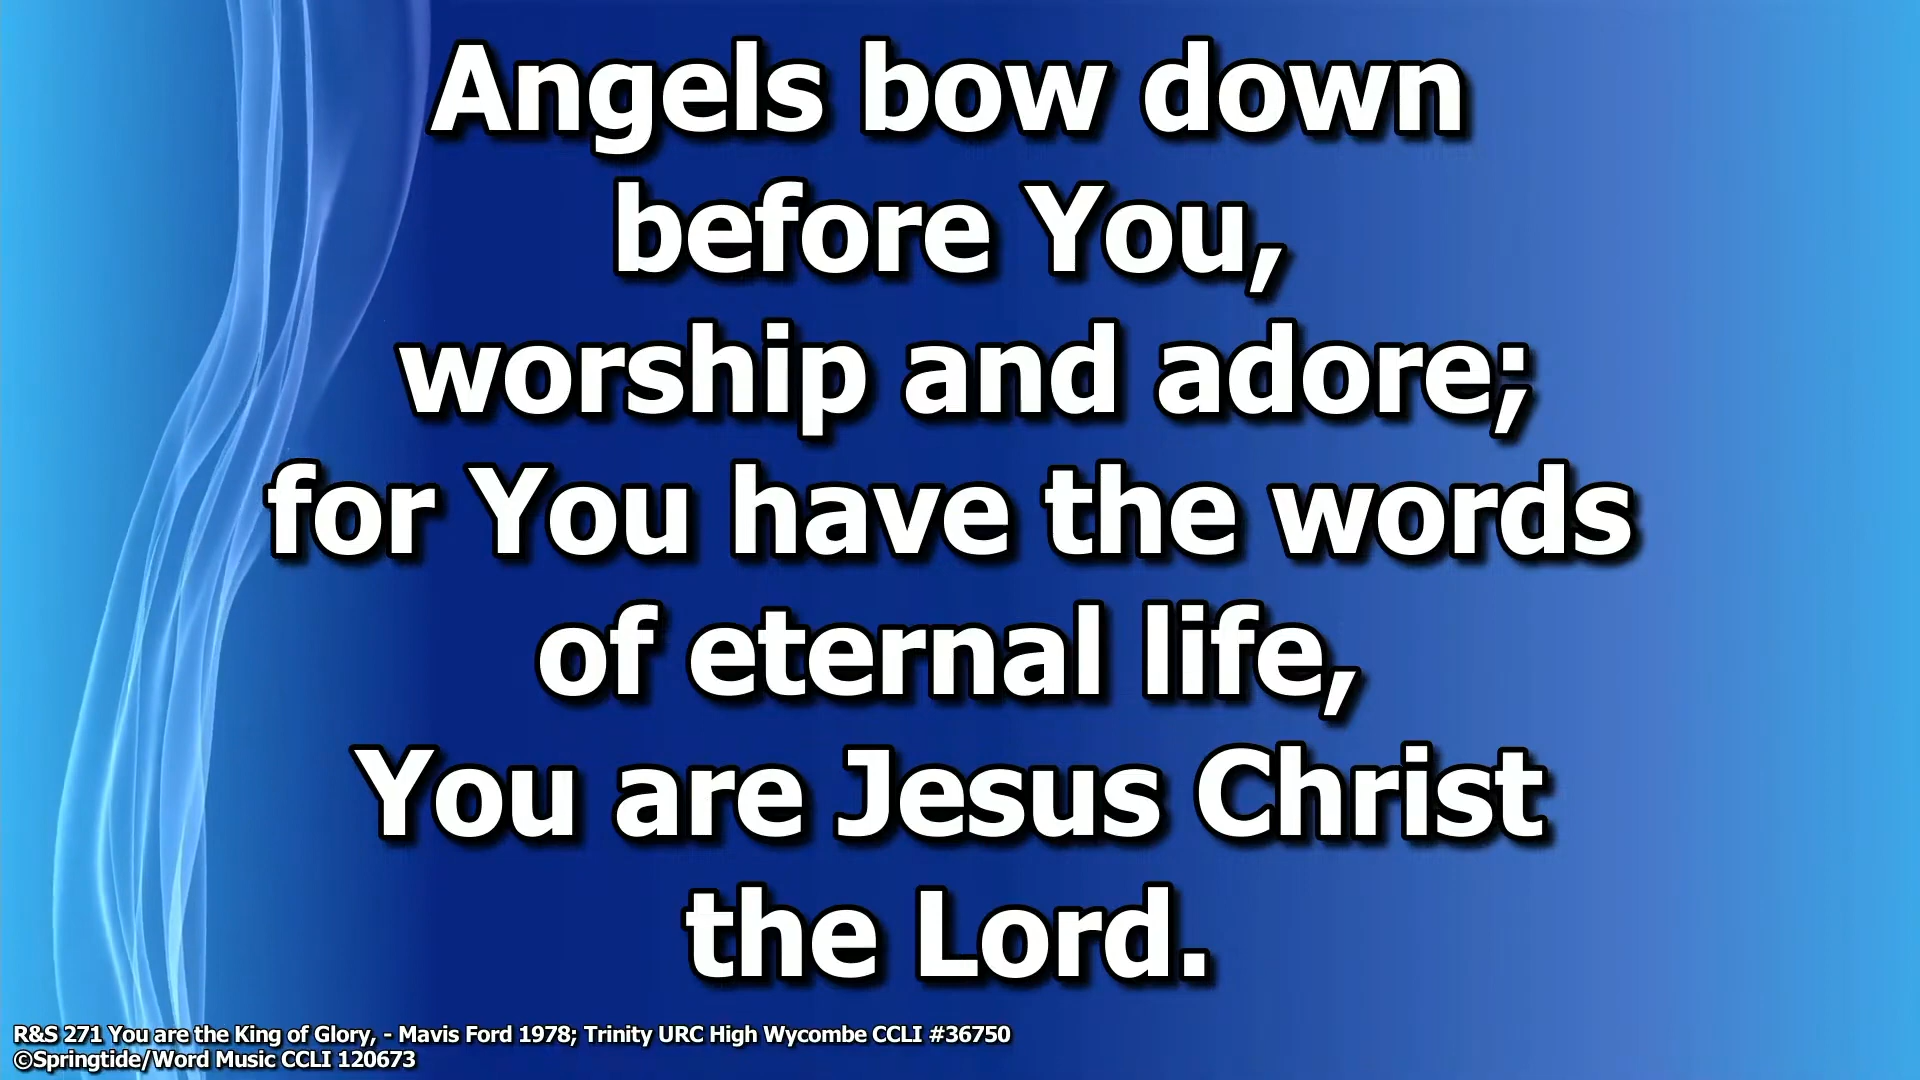 Angels bow down
before You,
worship and adore;
for You have the words
of eternal life,
You are Jesus Christ
the Lord.
R&S 271 You are the King of Glory, - Mavis Ford 1978; Trinity URC High Wycombe CCLI #36750
©Springtide/Word Music CCLI 120673